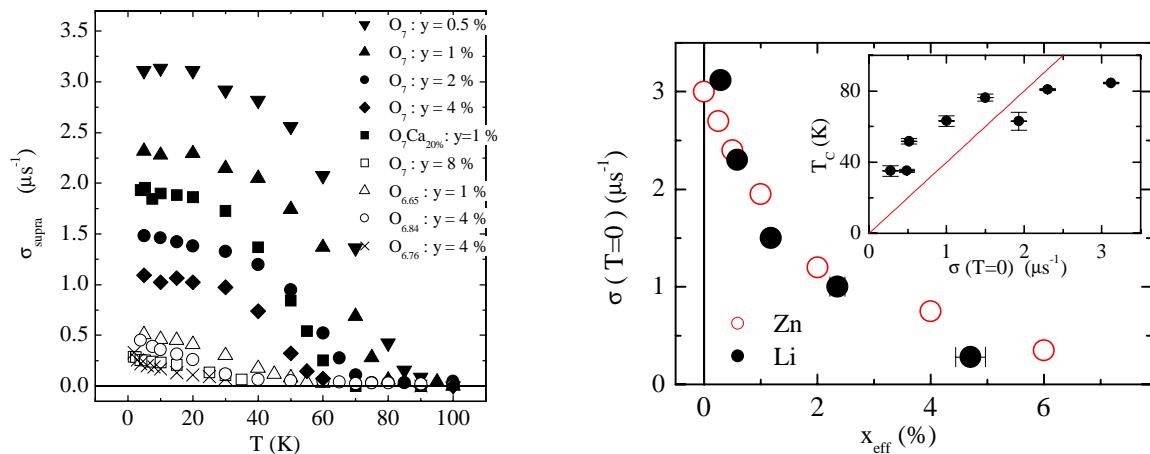 3.5
3.0
2.5
2.0
1.5
1.0
0.5
0.0
σ_supra (μs⁻¹)
O₇ : y = 0.5 %
O₇ : y = 1 %
O₇ : y = 2 %
O₇ : y = 4 %
O₇Ca₂₀% : y=1 %
O₇ : y = 8 %
O₆.₆₅ : y = 1 %
O₆.₈₄ : y = 4 %
O₆.₇₆ : y = 4 %
0 20 40 60 80 100
T (K)
3
2
1
0
σ ( T=0 ) (μs⁻¹)
80
40
0
T_C (K)
0 1 2 3
σ (T=0) (μs⁻¹)
Zn
Li
0 2 4 6
x_eff (%)